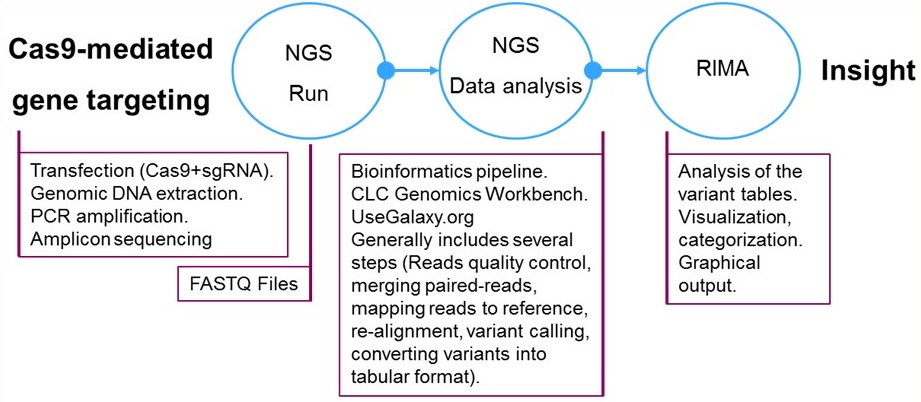 Cas9-mediated
gene targeting
NGS
Run
NGS
Data analysis
RIMA
Insight
Transfection (Cas9+sgRNA).
Genomic DNA extraction.
PCR amplification.
Amplicon sequencing
FASTQ Files
Bioinformatics pipeline.
CLC Genomics Workbench.
UseGalaxy.org
Generally includes several
steps (Reads quality control,
merging paired-reads,
mapping reads to reference,
re-alignment, variant calling,
converting variants into
tabular format).
Analysis of the
variant tables.
Visualization,
categorization.
Graphical
output.